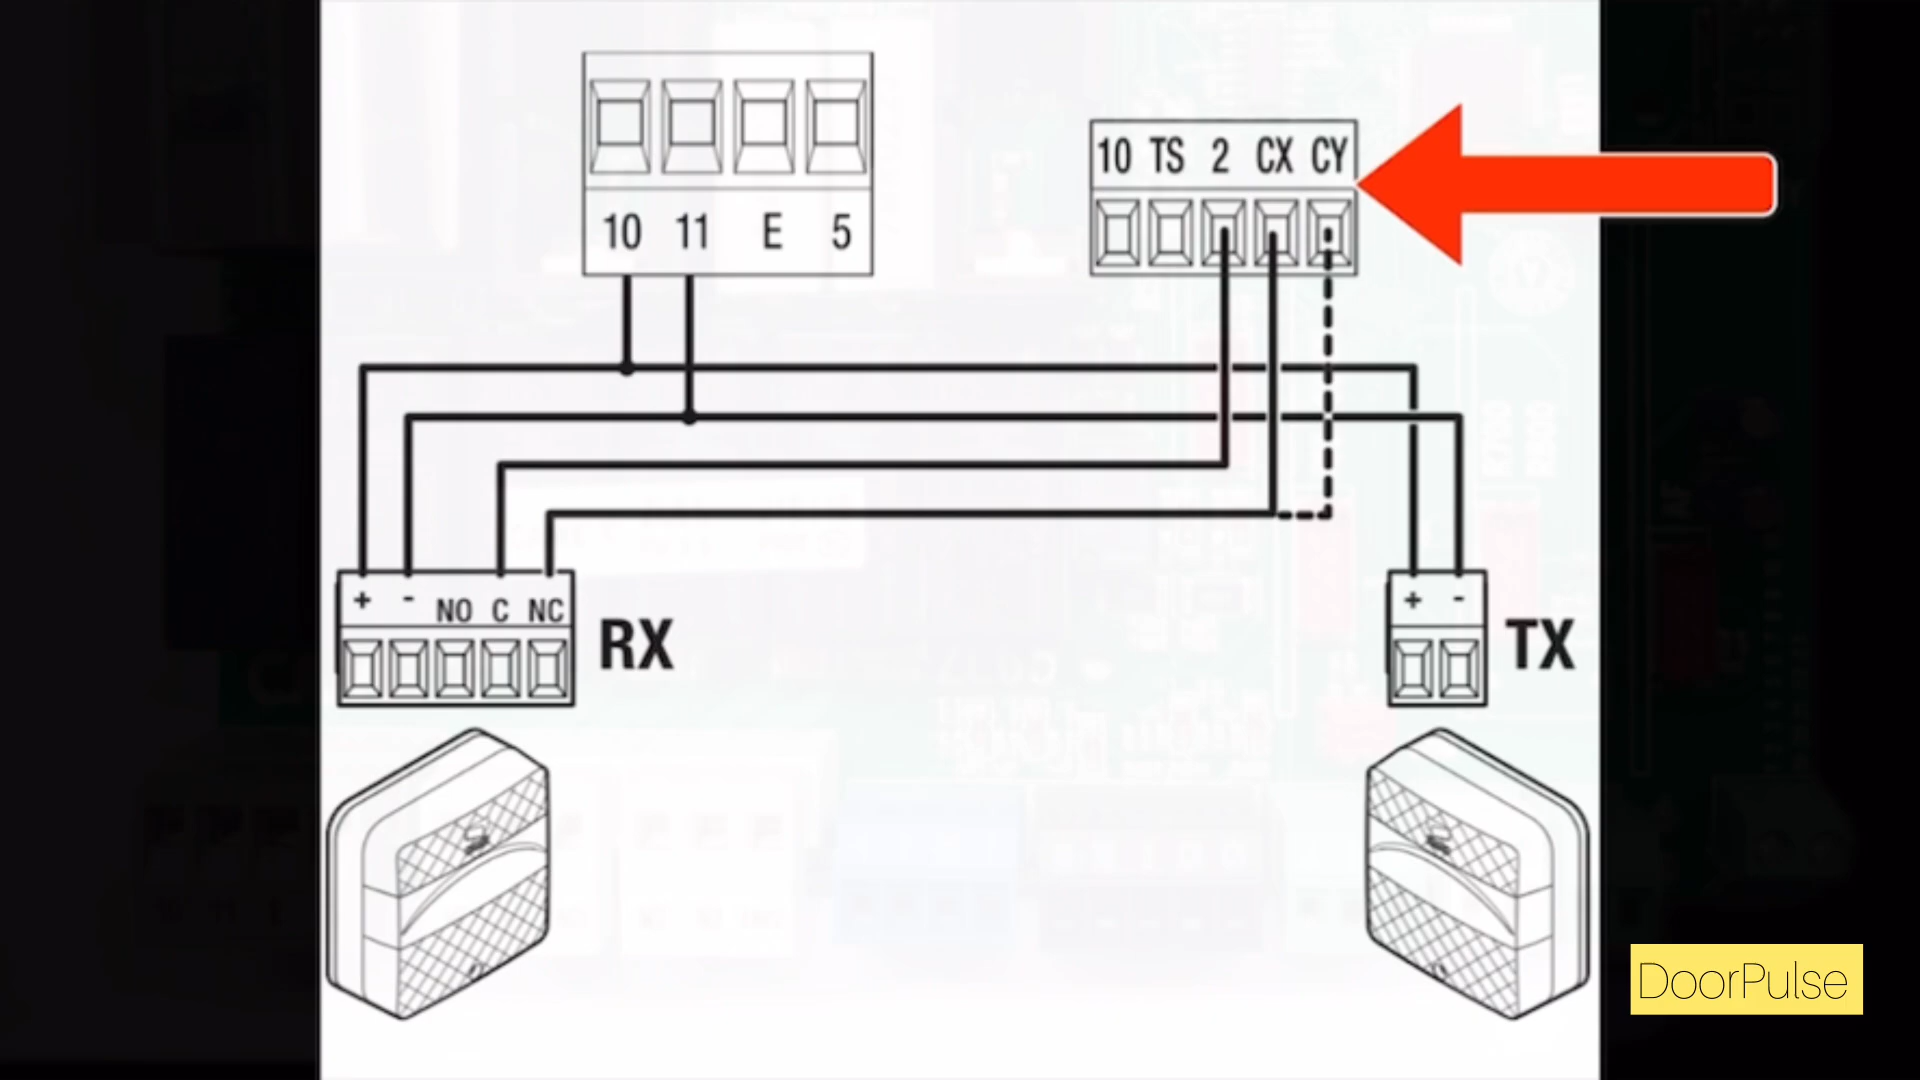 10 TS 2 CX CY
10 11 E 5
+ - NO C NC
RX
+ -
TX
DoorPulse